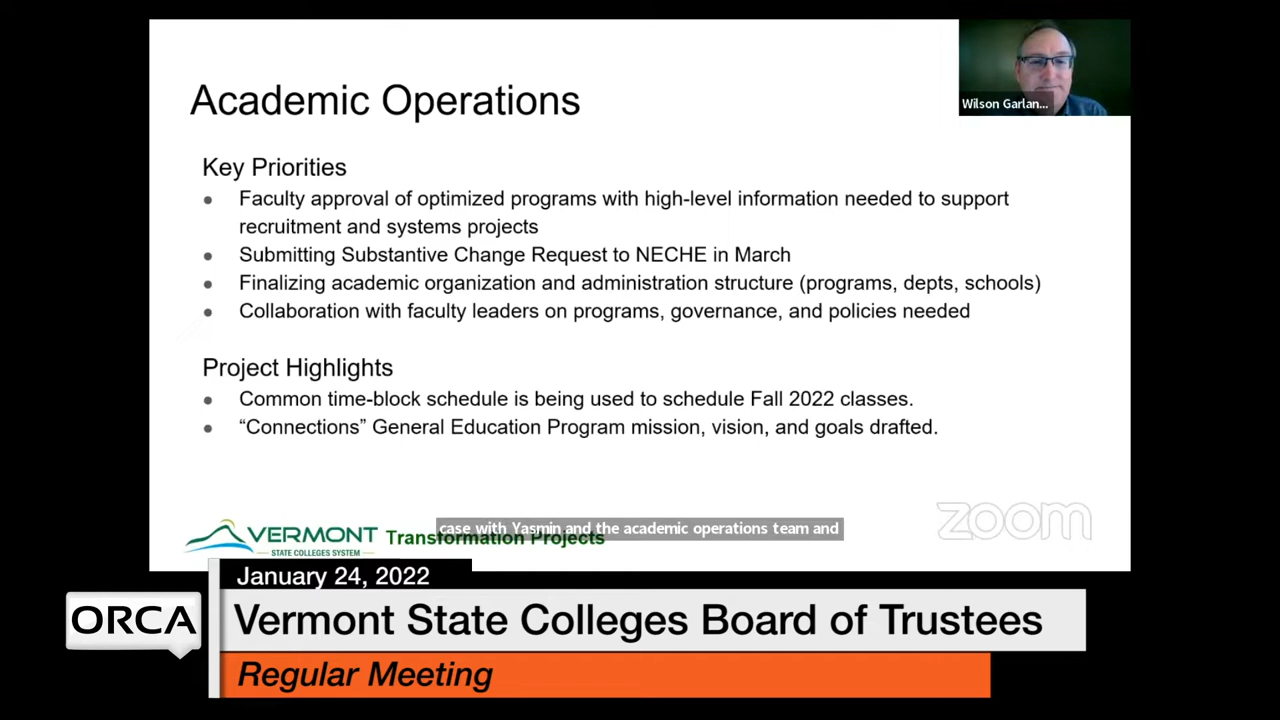 Academic Operations
Wilson Garlan...
Key Priorities
● Faculty approval of optimized programs with high-level information needed to support
recruitment and systems projects
● Submitting Substantive Change Request to NECHE in March
● Finalizing academic organization and administration structure (programs, depts, schools)
● Collaboration with faculty leaders on programs, governance, and policies needed
Project Highlights
● Common time-block schedule is being used to schedule Fall 2022 classes.
● “Connections” General Education Program mission, vision, and goals drafted.
zoom
case with Yasmin and the academic operations team and
VERMONT Transformation Projects
STATE COLLEGES SYSTEM
January 24, 2022
ORCA
Vermont State Colleges Board of Trustees
Regular Meeting